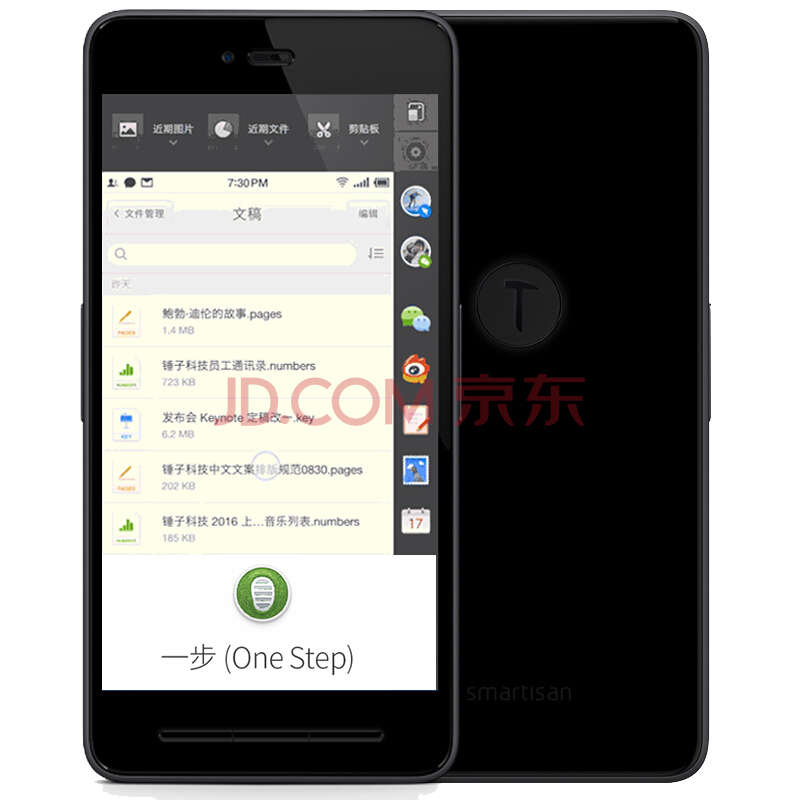 近期图片
近期文件
剪贴板
7:30 PM
文件管理
文稿
编辑
昨天
鲍勃·迪伦的故事.pages
1.4 MB
PAGES
锤子科技员工通讯录.numbers
723 KB
NUMBERS
发布会 Keynote 定稿改一.key
6.2 MB
KEY
锤子科技中文文案排版规范0830.pages
202 KB
PAGES
锤子科技 2016 上...音乐列表.numbers
185 KB
NUMBERS
17
JD.COM 京东
一步 (One Step)
T
smartisan